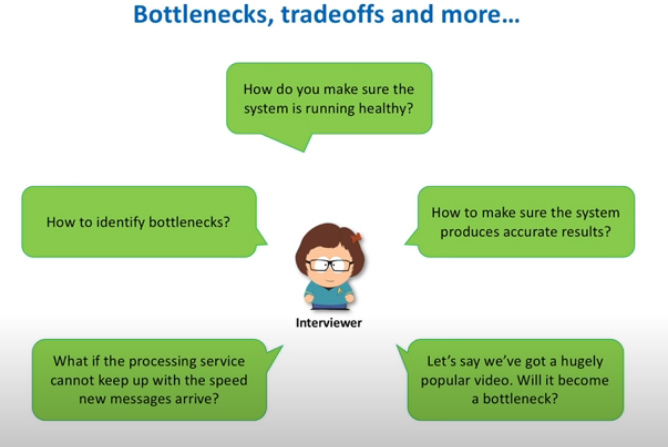 Bottlenecks, tradeoffs and more...
How do you make sure the
system is running healthy?
How to identify bottlenecks?
How to make sure the system
produces accurate results?
Interviewer
What if the processing service
cannot keep up with the speed
new messages arrive?
Let's say we've got a hugely
popular video. Will it become
a bottleneck?